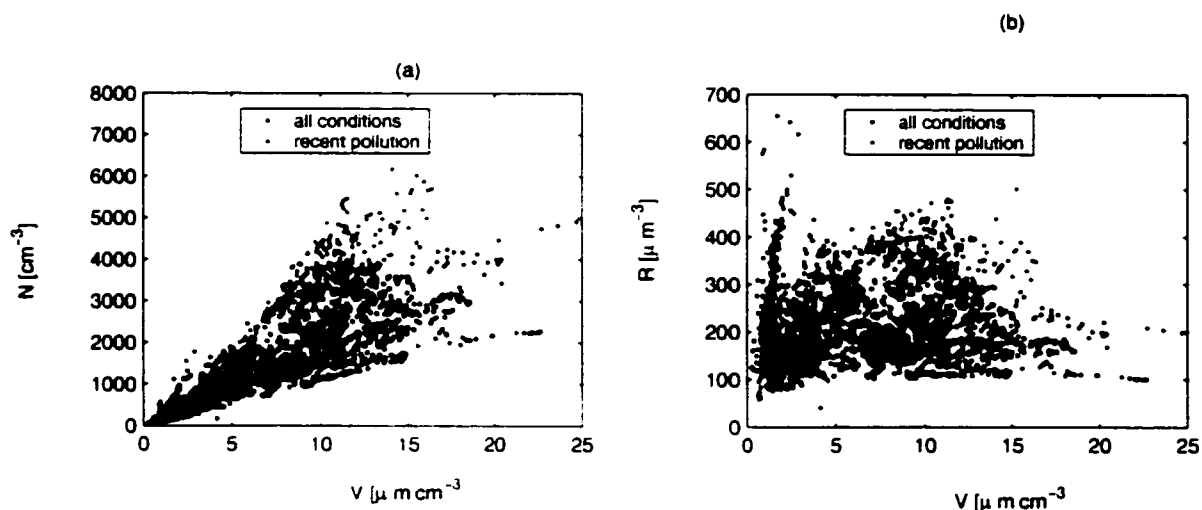 (a)
8000
7000
6000
5000
4000
3000
2000
1000
0
N [cm⁻³]
all conditions
recent pollution
0 5 10 15 20 25
V [μ m cm⁻³
(b)
700
600
500
400
300
200
100
0
R [μ m⁻³]
all conditions
recent pollution
0 5 10 15 20 25
V [μ m cm⁻³